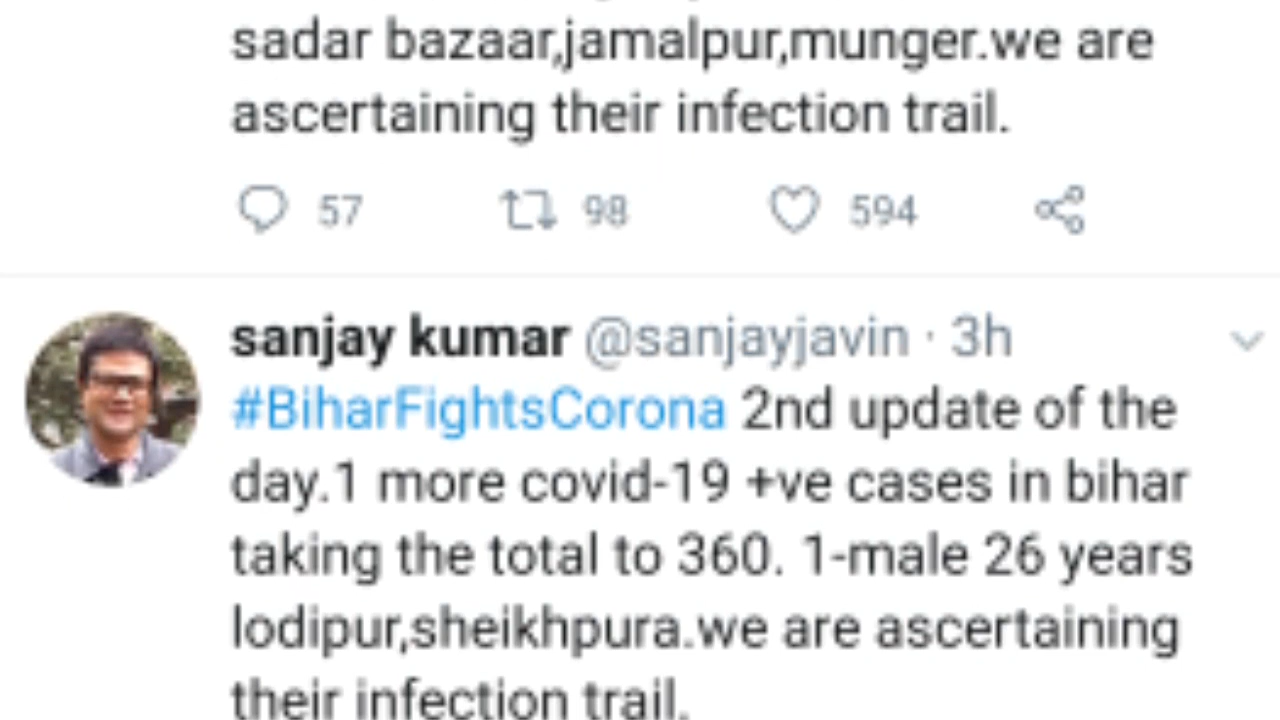 sadar bazaar,jamalpur,munger.we are
ascertaining their infection trail.
57 98 594
sanjay kumar @sanjayjavin · 3h
#BiharFightsCorona 2nd update of the
day.1 more covid-19 +ve cases in bihar
taking the total to 360. 1-male 26 years
lodipur,sheikhpura.we are ascertaining
their infection trail.